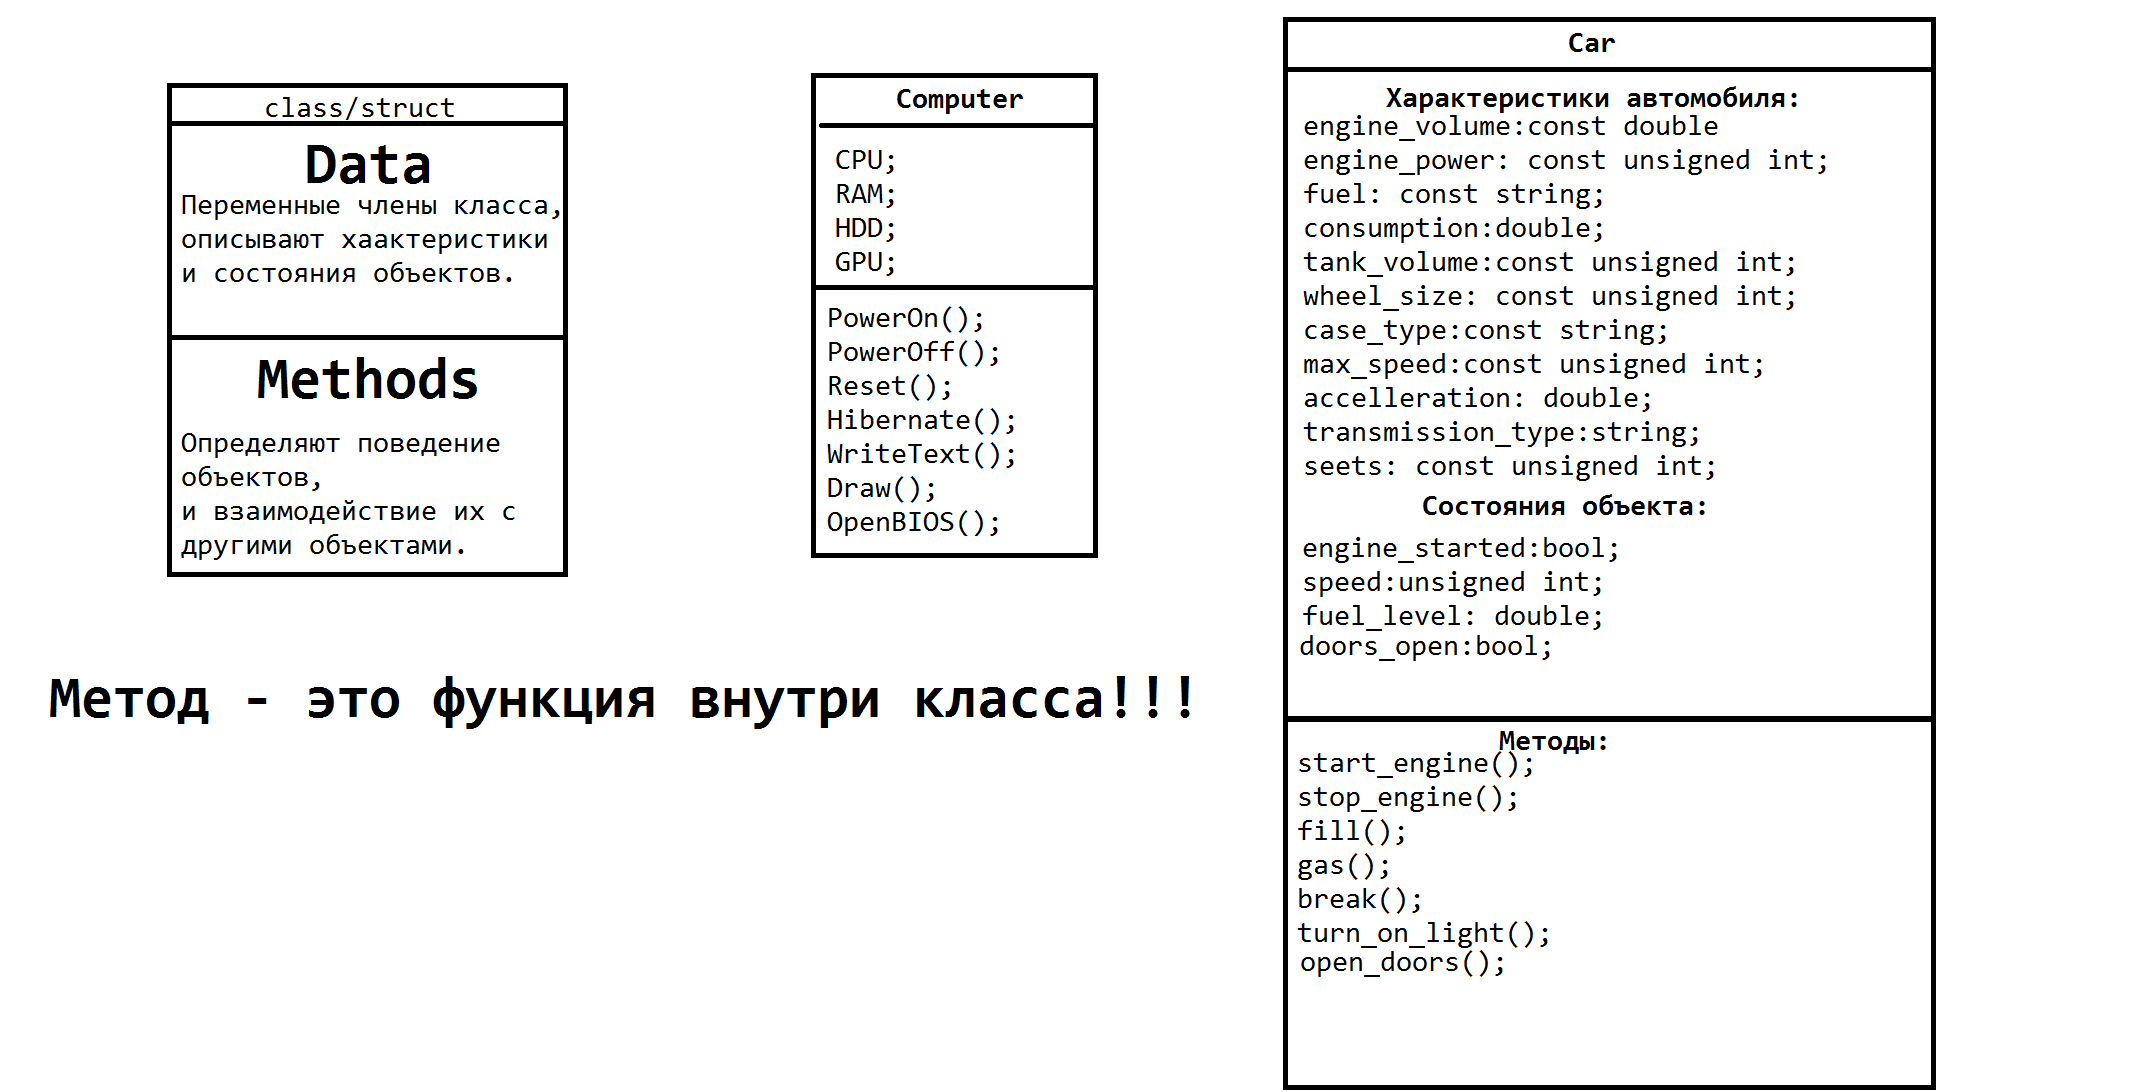 class/struct
Data
Переменные члены класса,
описывают хаактеристики
и состояния объектов.
Methods
Определяют поведение
объектов,
и взаимодействие их с
другими объектами.
Computer
CPU;
RAM;
HDD;
GPU;
PowerOn();
PowerOff();
Reset();
Hibernate();
WriteText();
Draw();
OpenBIOS();
Метод - это функция внутри класса!!!
Car
Характеристики автомобиля:
engine_volume:const double
engine_power: const unsigned int;
fuel: const string;
consumption:double;
tank_volume:const unsigned int;
wheel_size: const unsigned int;
case_type:const string;
max_speed:const unsigned int;
accelleration: double;
transmission_type:string;
seets: const unsigned int;
Состояния объекта:
engine_started:bool;
speed:unsigned int;
fuel_level: double;
doors_open:bool;
Методы:
start_engine();
stop_engine();
fill();
gas();
break();
turn_on_light();
open_doors();